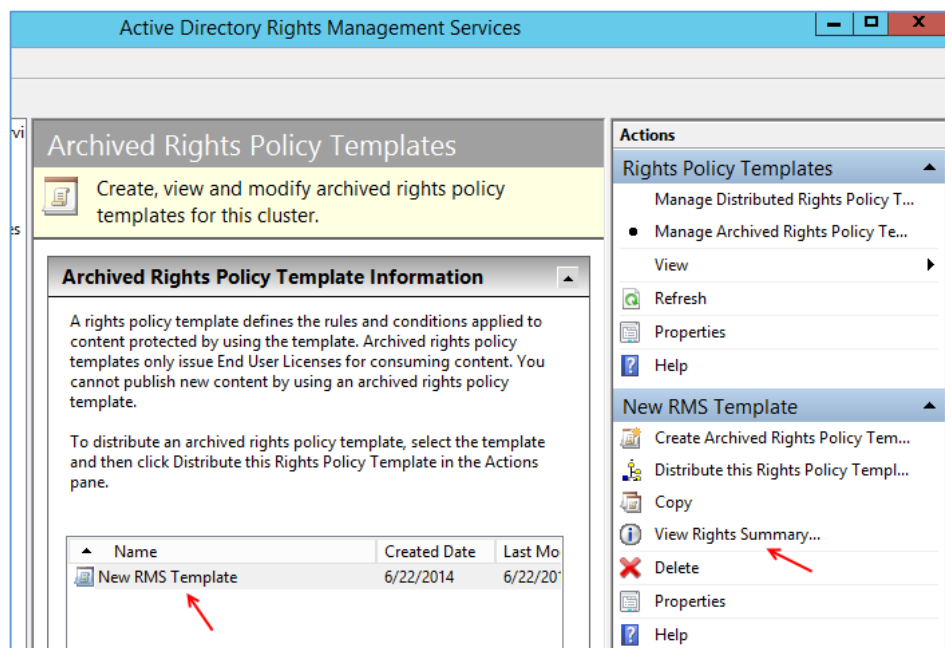 Active Directory Rights Management Services
vi
es
Archived Rights Policy Templates
Create, view and modify archived rights policy
templates for this cluster.
Archived Rights Policy Template Information
A rights policy template defines the rules and conditions applied to
content protected by using the template. Archived rights policy
templates only issue End User Licenses for consuming content. You
cannot publish new content by using an archived rights policy
template.
To distribute an archived rights policy template, select the template
and then click Distribute this Rights Policy Template in the Actions
pane.
Name Created Date Last Mo
New RMS Template 6/22/2014 6/22/201
Actions
Rights Policy Templates
Manage Distributed Rights Policy T...
Manage Archived Rights Policy Te...
View
Refresh
Properties
Help
New RMS Template
Create Archived Rights Policy Tem...
Distribute this Rights Policy Templ...
Copy
View Rights Summary...
Delete
Properties
Help